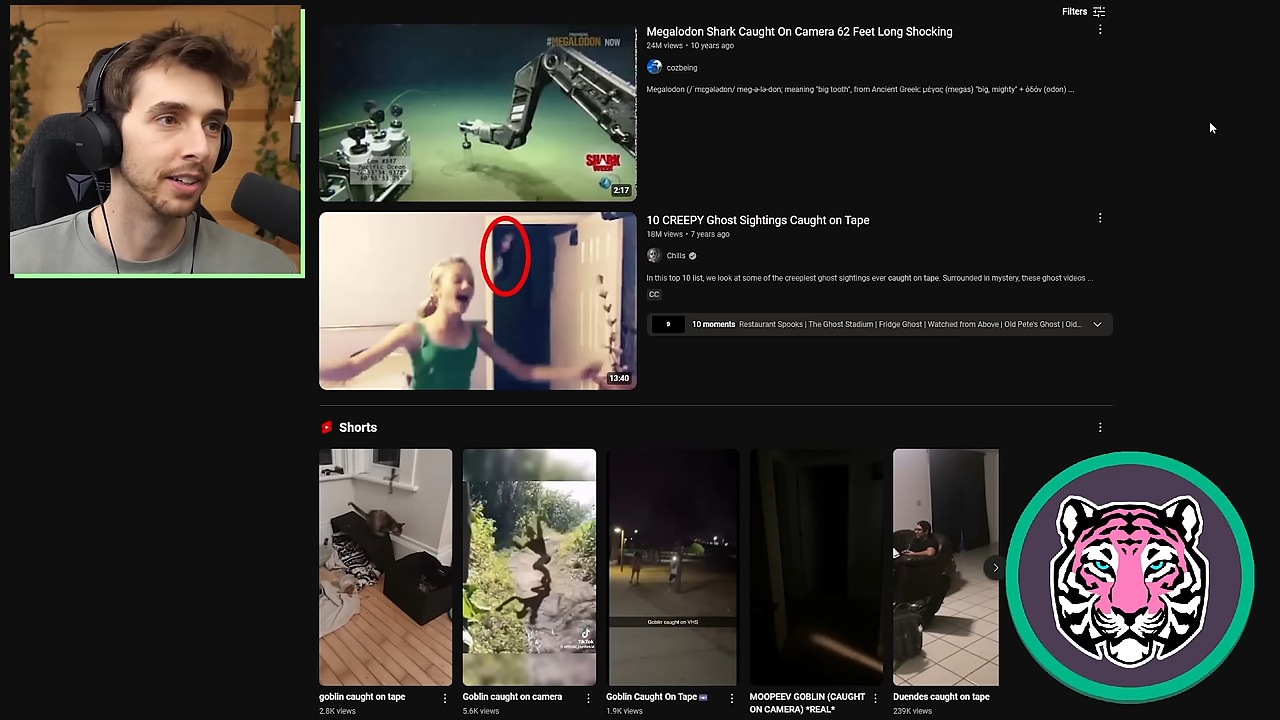 Filters
Megalodon Shark Caught On Camera 62 Feet Long Shocking
24M views • 10 years ago
cozbeing
Megalodon (/ˈmɛɡələdɒn/ meg-ə-lə-don; meaning "big tooth", from Ancient Greek: μέγας (megas) "big, mighty" + ὀδόν (odon) ...
#MEGALODON NOW
Pacific Ocean
SHARK
WEEK
2:17
10 CREEPY Ghost Sightings Caught on Tape
18M views • 7 years ago
Chills
In this top 10 list, we look at some of the creepiest ghost sightings ever caught on tape. Surrounded in mystery, these ghost videos ...
CC
9
10 moments Restaurant Spooks | The Ghost Stadium | Fridge Ghost | Watched from Above | Old Pete's Ghost | Old...
13:40
Shorts
TikTok
Goblin caught on VHS
goblin caught on tape
2.8K views
Goblin caught on camera
5.6K views
Goblin Caught On Tape 📼
1.9K views
MOOPEEV GOBLIN (CAUGHT
ON CAMERA) *REAL*
Duendes caught on tape
239K views